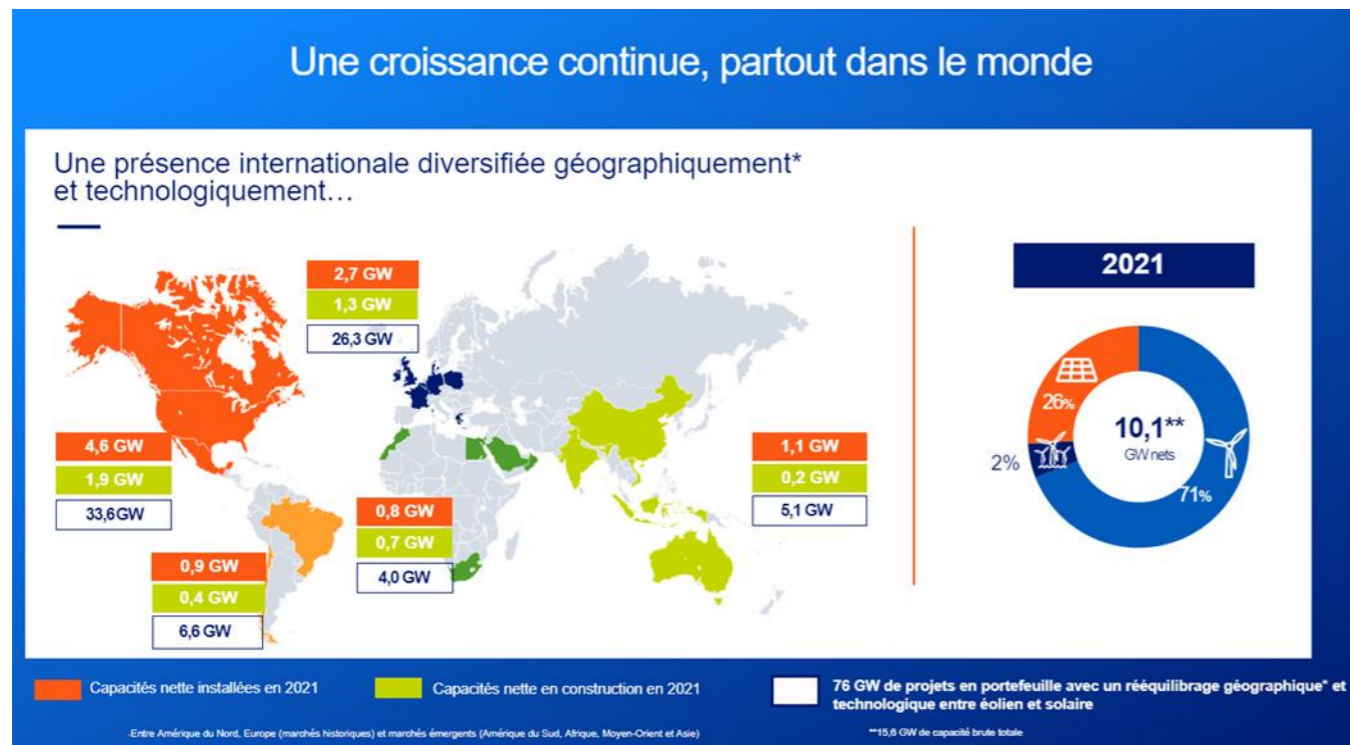 Une croissance continue, partout dans le monde
Une présence internationale diversifiée géographiquement*
et technologiquement…
2,7 GW
1,3 GW
26,3 GW
4,6 GW
1,9 GW
33,6GW
0,9 GW
0,4 GW
6,6 GW
0,8 GW
0,7 GW
4,0 GW
1,1 GW
0,2 GW
5,1 GW
2021
26%
2%
71%
10,1**
GW nets
Capacités nette installées en 2021
Capacités nette en construction en 2021
76 GW de projets en portefeuille avec un rééquilibrage géographique* et
technologique entre éolien et solaire
-Entre Amérique du Nord, Europe (marchés historiques) et marchés émergents (Amérique du Sud, Afrique, Moyen-Orient et Asie)
**15,6 GW de capacité brute totale